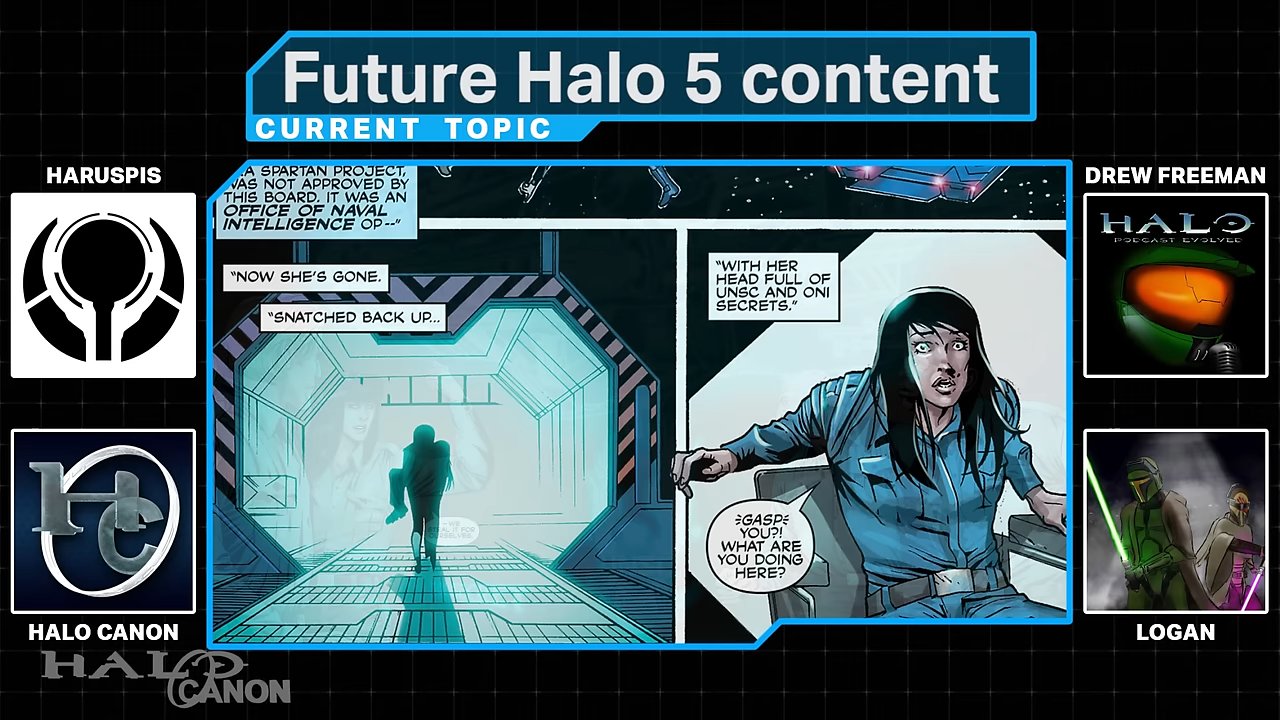 Future Halo 5 content
CURRENT TOPIC
HARUSPIS
DREW FREEMAN
A SPARTAN PROJECT,
WAS NOT APPROVED BY
THIS BOARD. IT WAS AN
OFFICE OF NAVAL
INTELLIGENCE OP--"
"NOW SHE'S GONE.
"SNATCHED BACK UP...
"WITH HER
HEAD FULL OF
UNSC AND ONI
SECRETS."
GASP
YOU?!
WHAT ARE
YOU DOING
HERE?
HALO
PODCAST EVOLVED
HC
HALO CANON
LOGAN
HALO
CANON